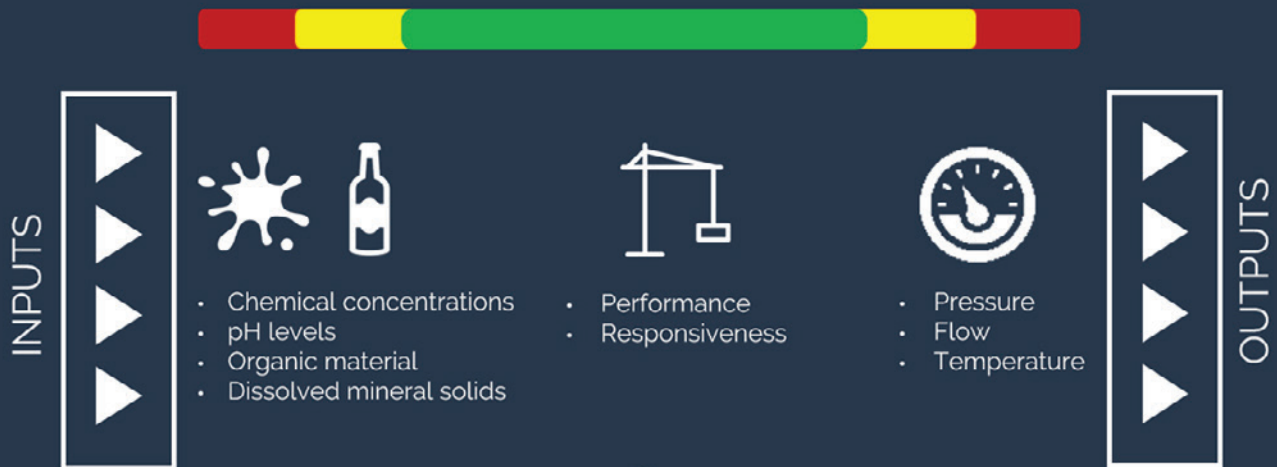 INPUTS
• Chemical concentrations
• pH levels
• Organic material
• Dissolved mineral solids
• Performance
• Responsiveness
• Pressure
• Flow
• Temperature
OUTPUTS